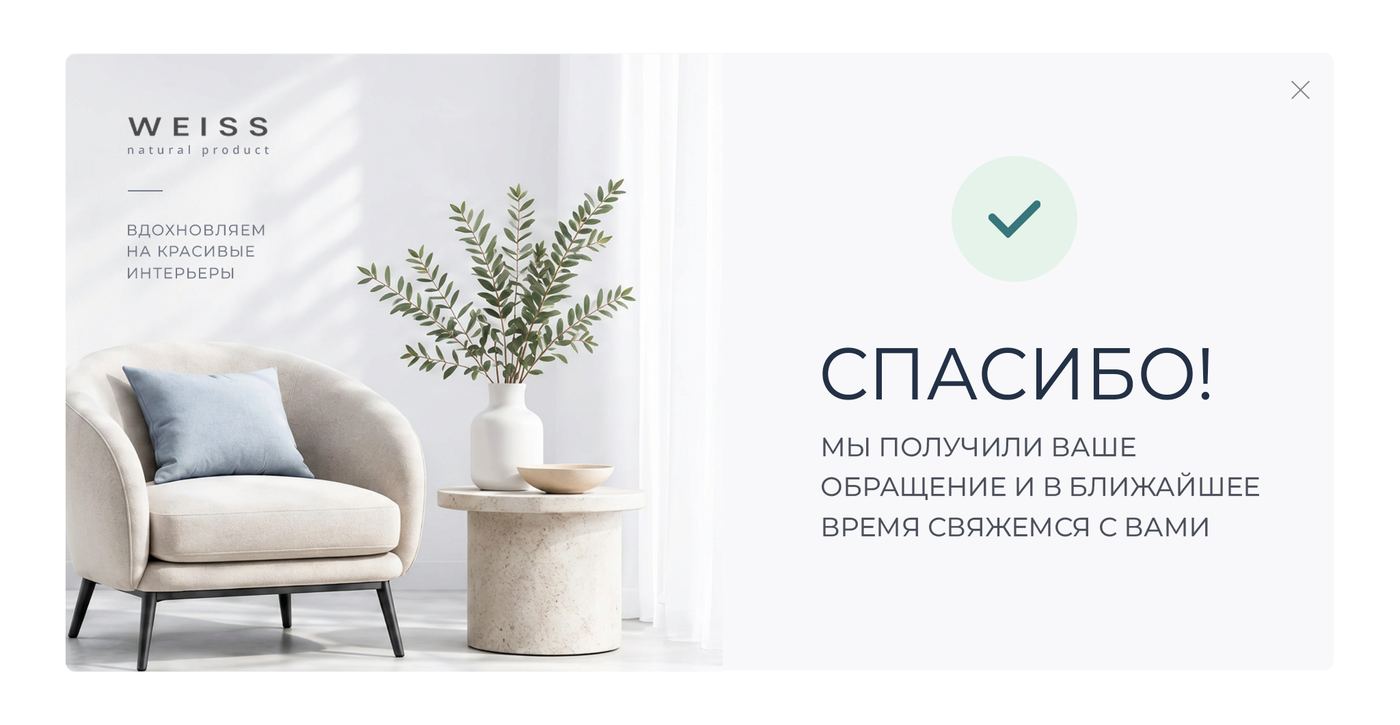 WEISS
natural product
ВДОХНОВЛЯЕМ
НА КРАСИВЫЕ
ИНТЕРЬЕРЫ
СПАСИБО!
МЫ ПОЛУЧИЛИ ВАШЕ
ОБРАЩЕНИЕ И В БЛИЖАЙШЕЕ
ВРЕМЯ СВЯЖЕМСЯ С ВАМИ